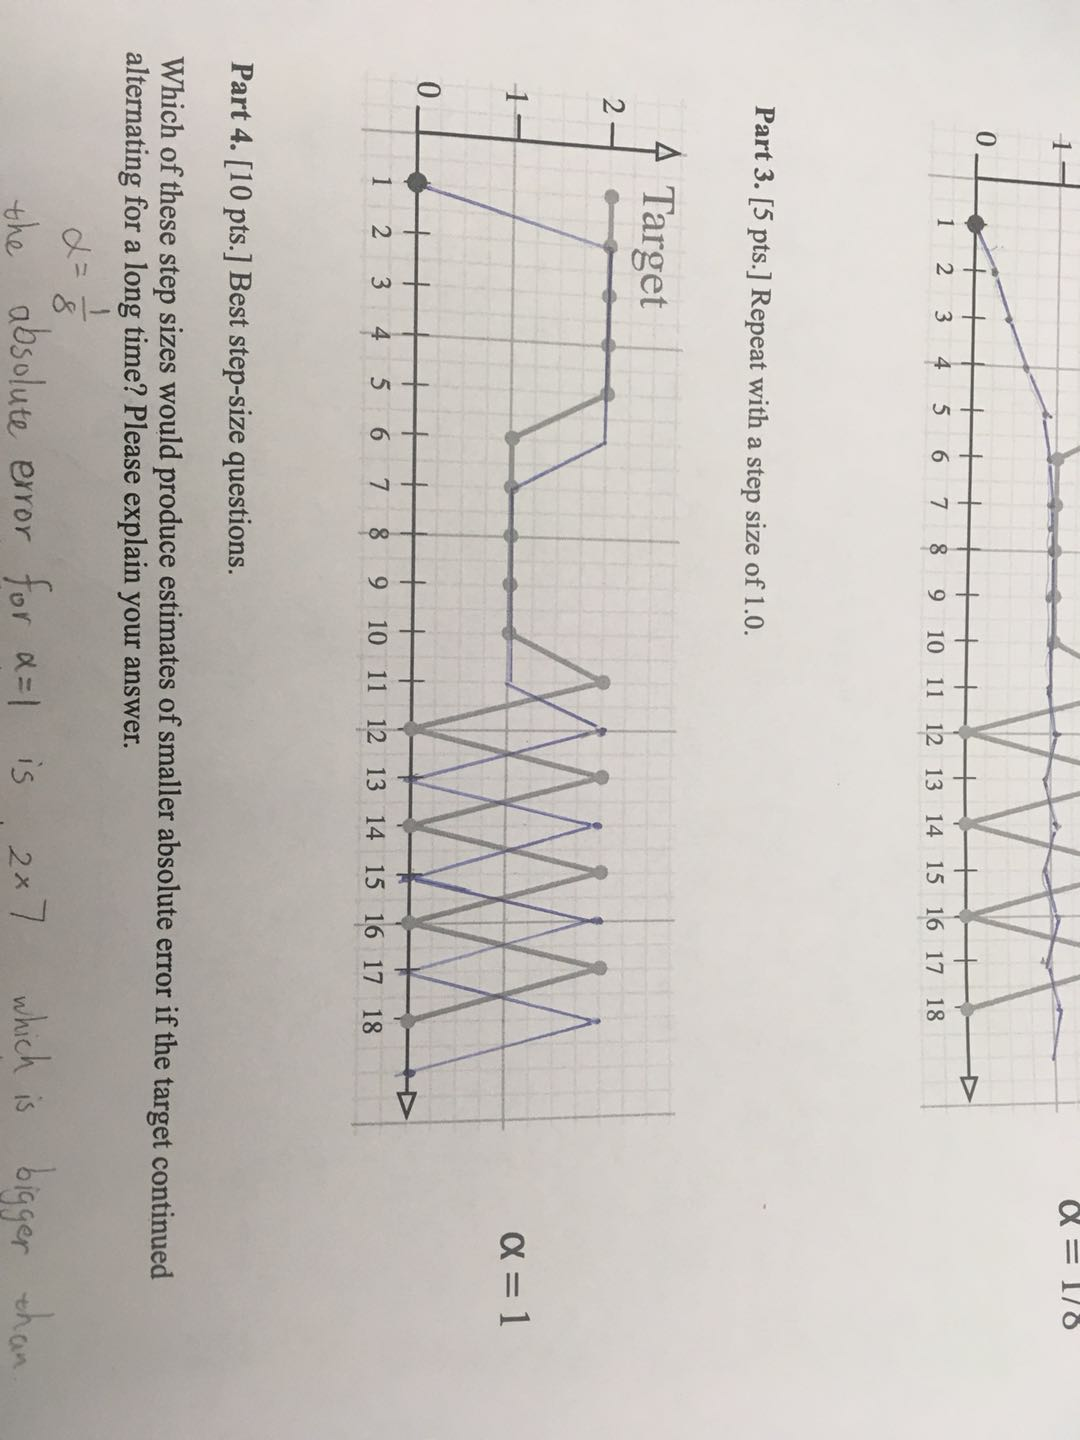 1
0
1 2 3 4 5 6 7 8 9 10 11 12 13 14 15 16 17 18
α = 1/8
Part 3. [5 pts.] Repeat with a step size of 1.0.
Target
2
1
0
1 2 3 4 5 6 7 8 9 10 11 12 13 14 15 16 17 18
α = 1
Part 4. [10 pts.] Best step-size questions.
Which of these step sizes would produce estimates of smaller absolute error if the target continued
alternating for a long time? Please explain your answer.
α = 1/8
the absolute error for α=1 is 2×7 which is bigger than